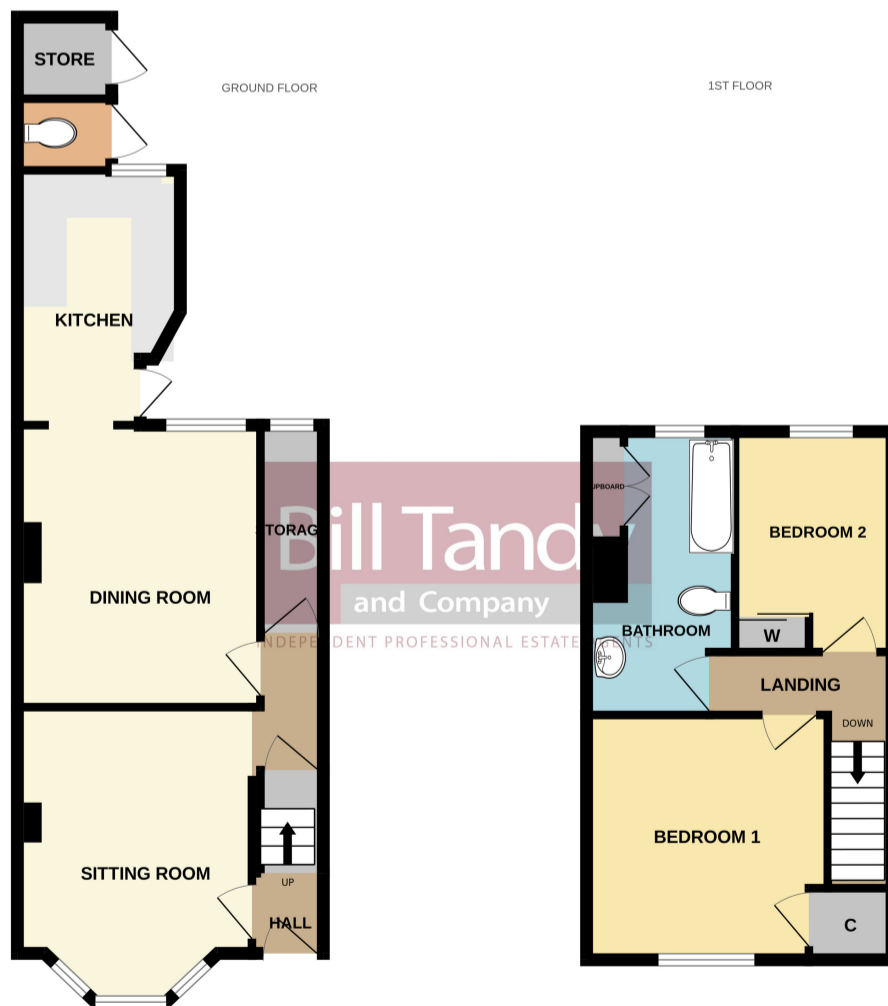 STORE
GROUND FLOOR
KITCHEN
DINING ROOM
STORAG
SITTING ROOM
UP
HALL
Bill Tandy
and Company
INDEPENDENT PROFESSIONAL ESTATE AGENTS
1ST FLOOR
UPBOARD
BEDROOM 2
BATHROOM
W
LANDING
DOWN
BEDROOM 1
C